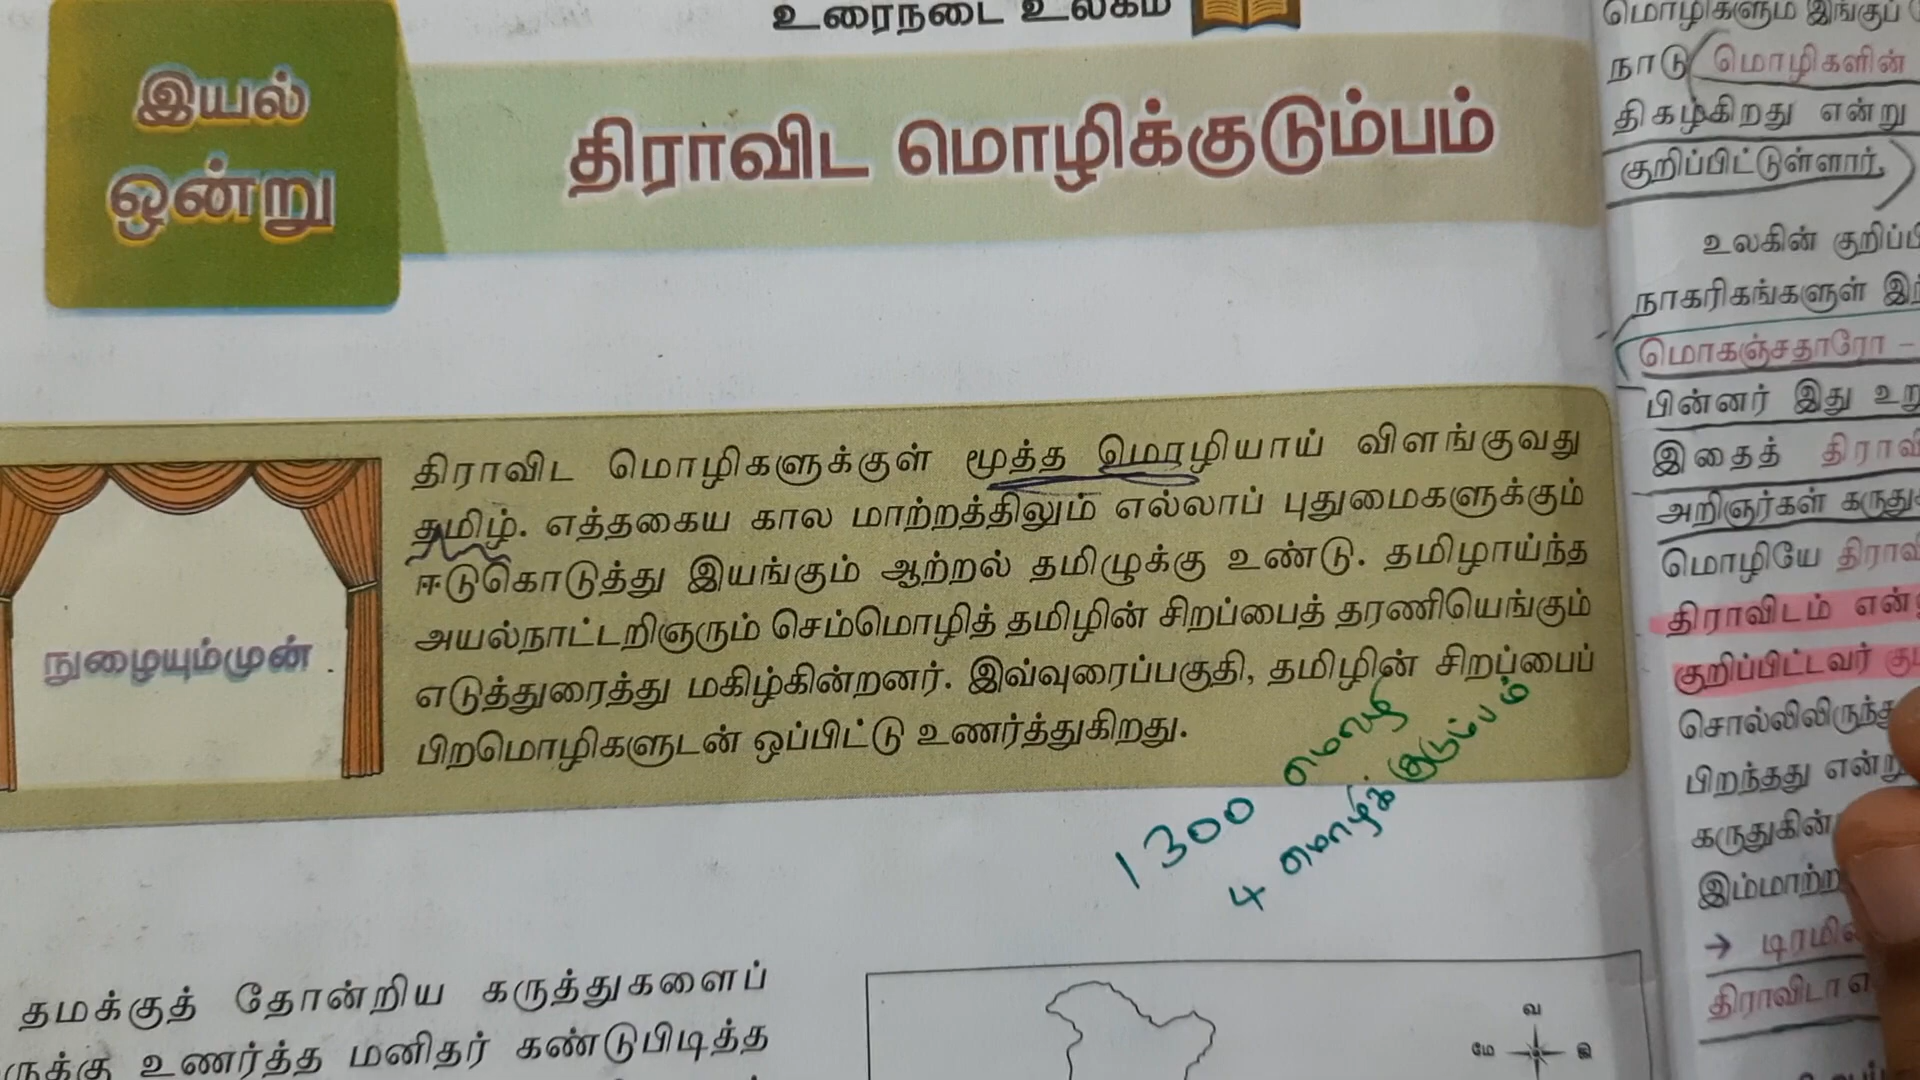 உரைநடை உலகம்
இயல்
ஒன்று
திராவிட மொழிக்குடும்பம்
நுழையும்முன்
திராவிட மொழிகளுக்குள் மூத்த மொழியாய் விளங்குவது
தமிழ். எத்தகைய கால மாற்றத்திலும் எல்லாப் புதுமைகளுக்கும்
ஈடுகொடுத்து இயங்கும் ஆற்றல் தமிழுக்கு உண்டு. தமிழாய்ந்த
அயல்நாட்டறிஞரும் செம்மொழித் தமிழின் சிறப்பைத் தரணியெங்கும்
எடுத்துரைத்து மகிழ்கின்றனர். இவ்வுரைப்பகுதி, தமிழின் சிறப்பைப்
பிறமொழிகளுடன் ஒப்பிட்டு உணர்த்துகிறது.
1300 மொழி
4 மொழிக் குடும்பம்
தமக்குத் தோன்றிய கருத்துகளைப்
உணர்த்த மனிதர் கண்டுபிடித்த
வ
மே
மொழிகளும் இங்குப்
நாடு மொழிகளின்
திகழ்கிறது என்று
குறிப்பிட்டுள்ளார்.
உலகின்
நாகரிகங்களுள்
மொகஞ்சதாரோ –
பின்னர் இது
இதைத்
அறிஞர்கள்
மொழியே
திராவிடம்
குறிப்பிட்டவர்
பிறந்தது
→